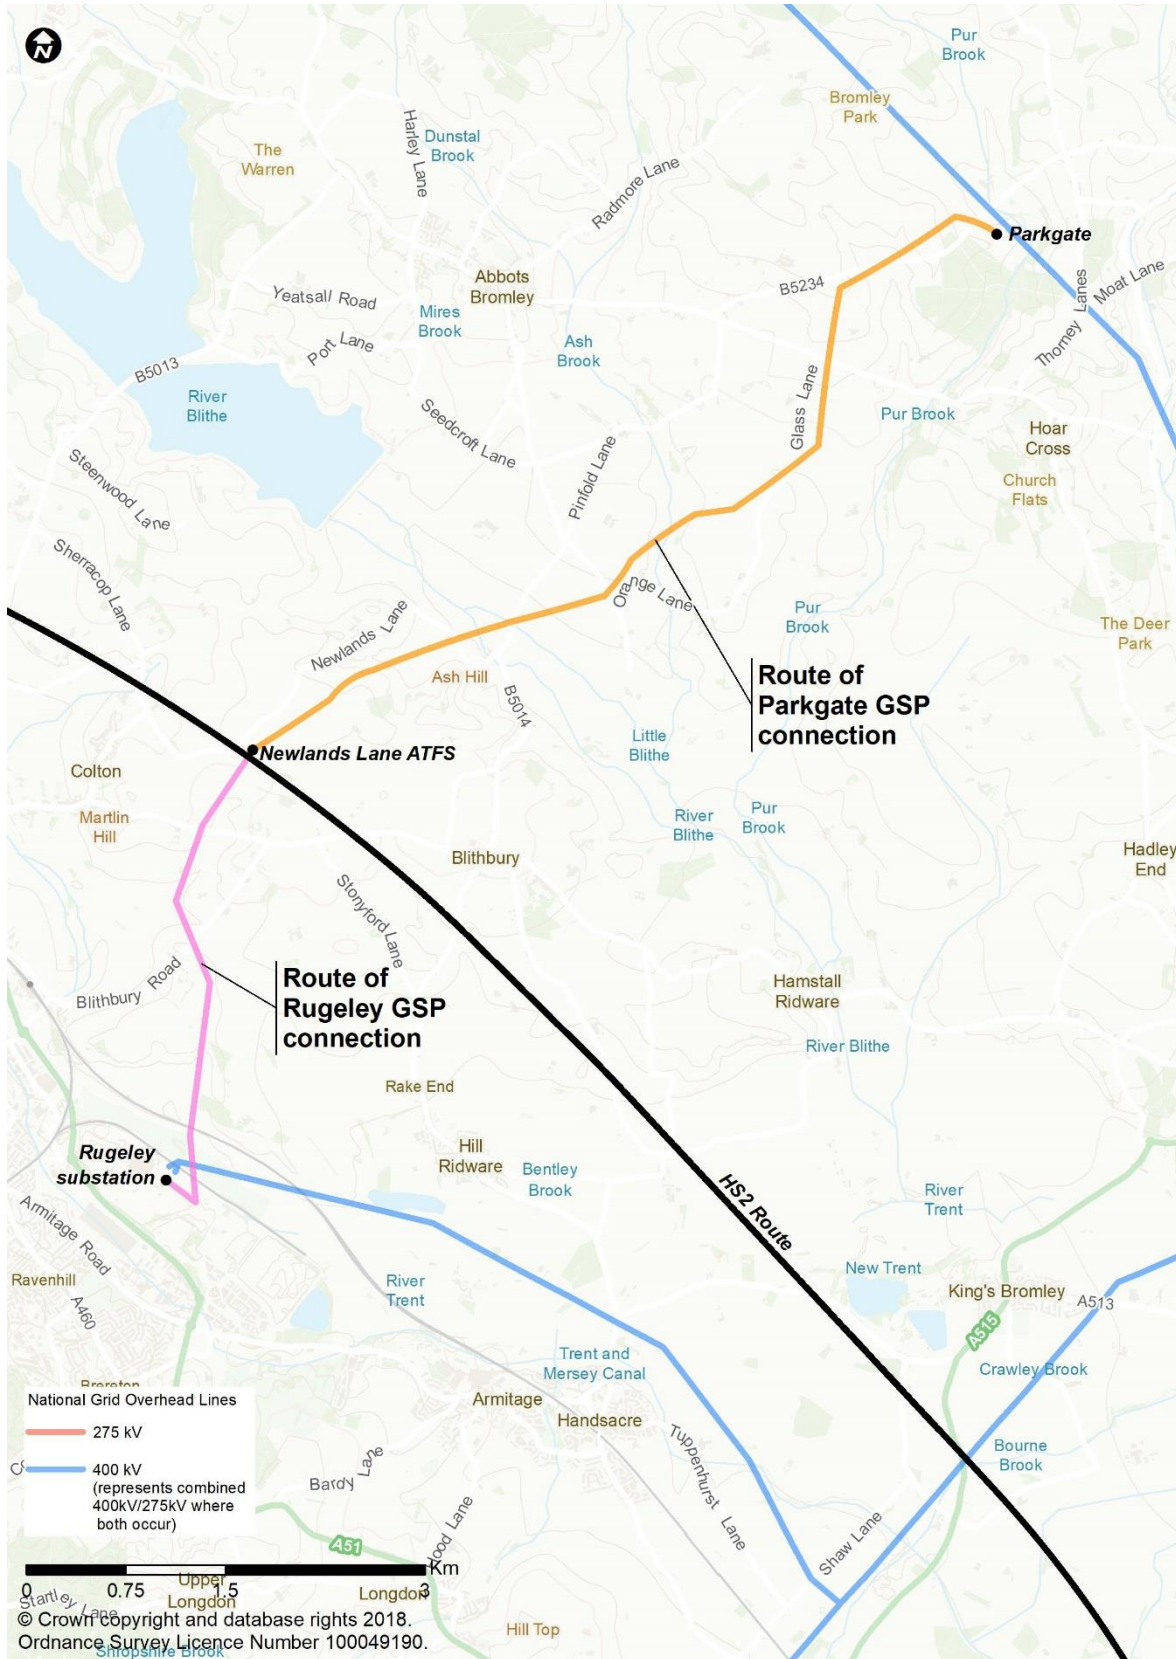 N
Pur
Brook
Bromley
Park
The
Warren
Harley Lane
Dunstal
Brook
Radmore Lane
Parkgate
Abbots
Bromley
Yeatsall Road
Mires
Brook
B5234
Moat Lane
Thorney Lanes
Port Lane
Ash
Brook
B5013
River
Blithe
Glass Lane
Pur Brook
Seedcroft Lane
Hoar
Cross
Pinfold Lane
Church
Flats
Steenwood Lane
Sherracop Lane
Orange Lane
Pur
Brook
The Deer
Park
Newlands Lane
Ash Hill
B5014
Route of
Parkgate GSP
connection
Little
Blithe
Newlands Lane ATFS
Colton
Martlin
Hill
River
Blithe
Pur
Brook
Blithbury
Hadley
End
Stonyford Lane
Route of
Rugeley GSP
connection
Blithbury Road
Hamstall
Ridware
River Blithe
Rake End
Rugeley
substation
Hill
Ridware
Bentley
Brook
HS2 Route
River
Trent
Armitage Road
Ravenhill
River
Trent
New Trent
King's Bromley
A513
A460
A515
Trent and
Mersey Canal
Crawley Brook
Brereton
Armitage
Handsacre
National Grid Overhead Lines
275 kV
400 kV
(represents combined
400kV/275kV where
both occur)
Bardy Lane
Tuppenhurst Lane
Bourne
Brook
Shaw Lane
A51
Hood Lane
Km
0 0.75 1.5 3
Upper
Longdon
Longdon
Startley Lane
© Crown copyright and database rights 2018.
Ordnance Survey Licence Number 100049190.
Hill Top
Shropshire Brook